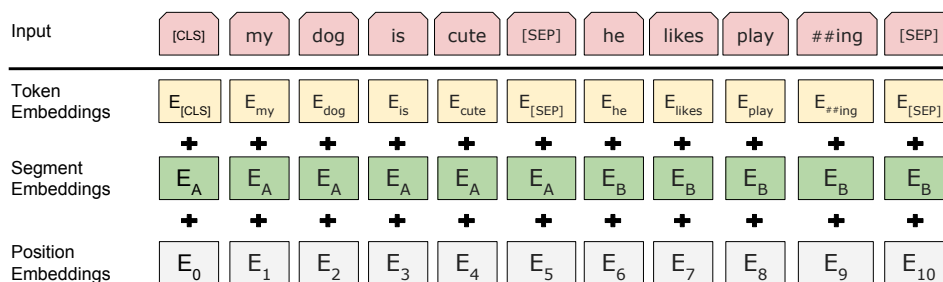 Input [CLS] my dog is cute [SEP] he likes play ##ing [SEP]
Token Embeddings E[CLS] Emy Edog Eis Ecute E[SEP] Ehe Elikes Eplay E##ing E[SEP]
+ + + + + + + + + + +
Segment Embeddings EA EA EA EA EA EA EB EB EB EB EB
+ + + + + + + + + + +
Position Embeddings E0 E1 E2 E3 E4 E5 E6 E7 E8 E9 E10